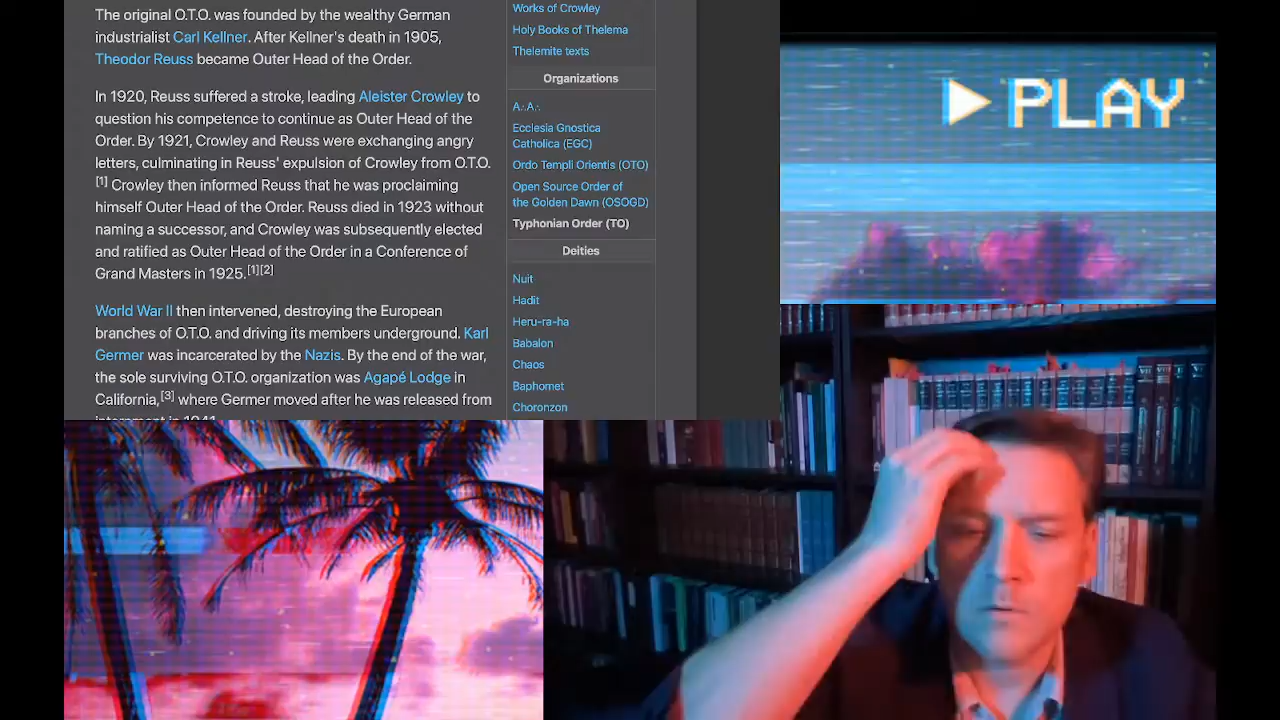 The original O.T.O. was founded by the wealthy German
industrialist Carl Kellner. After Kellner's death in 1905,
Theodor Reuss became Outer Head of the Order.
In 1920, Reuss suffered a stroke, leading Aleister Crowley to
question his competence to continue as Outer Head of the
Order. By 1921, Crowley and Reuss were exchanging angry
letters, culminating in Reuss' expulsion of Crowley from O.T.O.
[1] Crowley then informed Reuss that he was proclaiming
himself Outer Head of the Order. Reuss died in 1923 without
naming a successor, and Crowley was subsequently elected
and ratified as Outer Head of the Order in a Conference of
Grand Masters in 1925.[1][2]
World War II then intervened, destroying the European
branches of O.T.O. and driving its members underground. Karl
Germer was incarcerated by the Nazis. By the end of the war,
the sole surviving O.T.O. organization was Agapé Lodge in
California,[3] where Germer moved after he was released from
internment in 1941.
Works of Crowley
Holy Books of Thelema
Thelemite texts
Organizations
A∴A∴
Ecclesia Gnostica
Catholica (EGC)
Ordo Templi Orientis (OTO)
Open Source Order of
the Golden Dawn (OSOGD)
Typhonian Order (TO)
Deities
Nuit
Hadit
Heru-ra-ha
Babalon
Chaos
Baphomet
Choronzon
PLAY